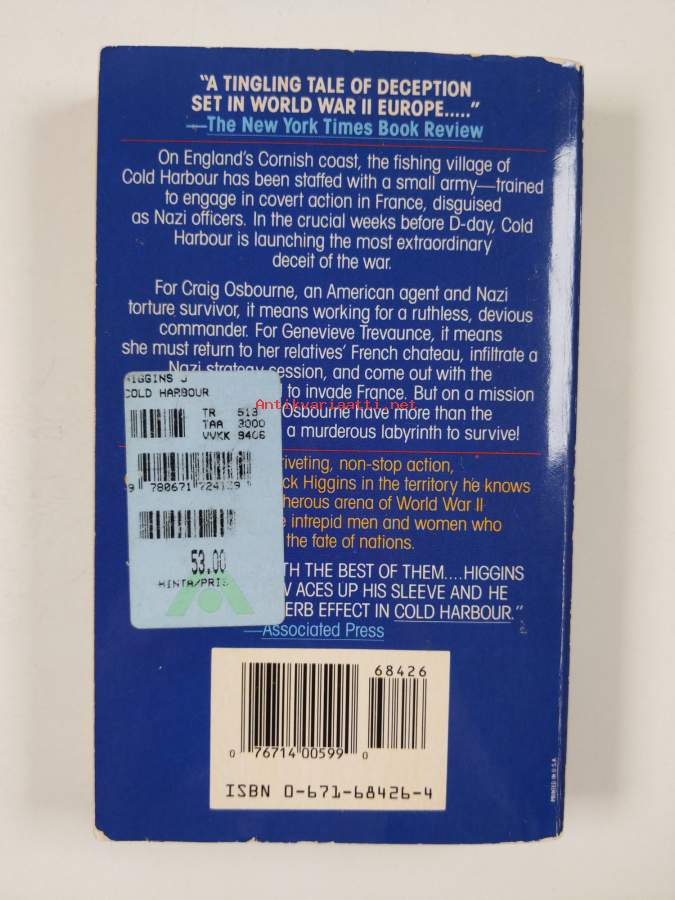 "A TINGLING TALE OF DECEPTION
SET IN WORLD WAR II EUROPE....."
—The New York Times Book Review
On England's Cornish coast, the fishing village of
Cold Harbour has been staffed with a small army—trained
to engage in covert action in France, disguised
as Nazi officers. In the crucial weeks before D-day, Cold
Harbour is launching the most extraordinary
deceit of the war.
For Craig Osbourne, an American agent and Nazi
torture survivor, it means working for a ruthless, devious
commander. For Genevieve Trevaunce, it means
she must return to her relatives' French chateau, infiltrate a
Nazi strategy session, and come out with the
to invade France. But on a mission
Osbourne have more than the
a murderous labyrinth to survive!
Antikvariaatti.net
HIGGINS J
COLD HARBOUR
TR 513
TAA 3000
VVKK 9406
9 780671 724139
53.00
HINTA/PRIS
riveting, non-stop action,
ck Higgins in the territory he knows
herous arena of World War II
e intrepid men and women who
the fate of nations.
TH THE BEST OF THEM....HIGGINS
ACES UP HIS SLEEVE AND HE
ERB EFFECT IN COLD HARBOUR."
—Associated Press
68426
0 76714 00599 0
ISBN 0-671-68426-4
PRINTED IN U.S.A.